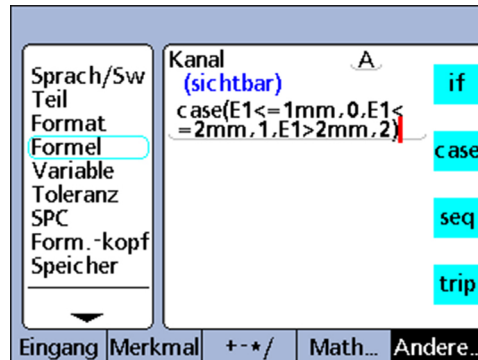 Sprach/Sw
Teil
Format
Formel
Variable
Toleranz
SPC
Form.-kopf
Speicher
Kanal A
(sichtbar)
case(E1<=1mm,0,E1<
=2mm,1,E1>2mm,2)
if
case
seq
trip
Eingang Merkmal +-*/ Math... Andere...